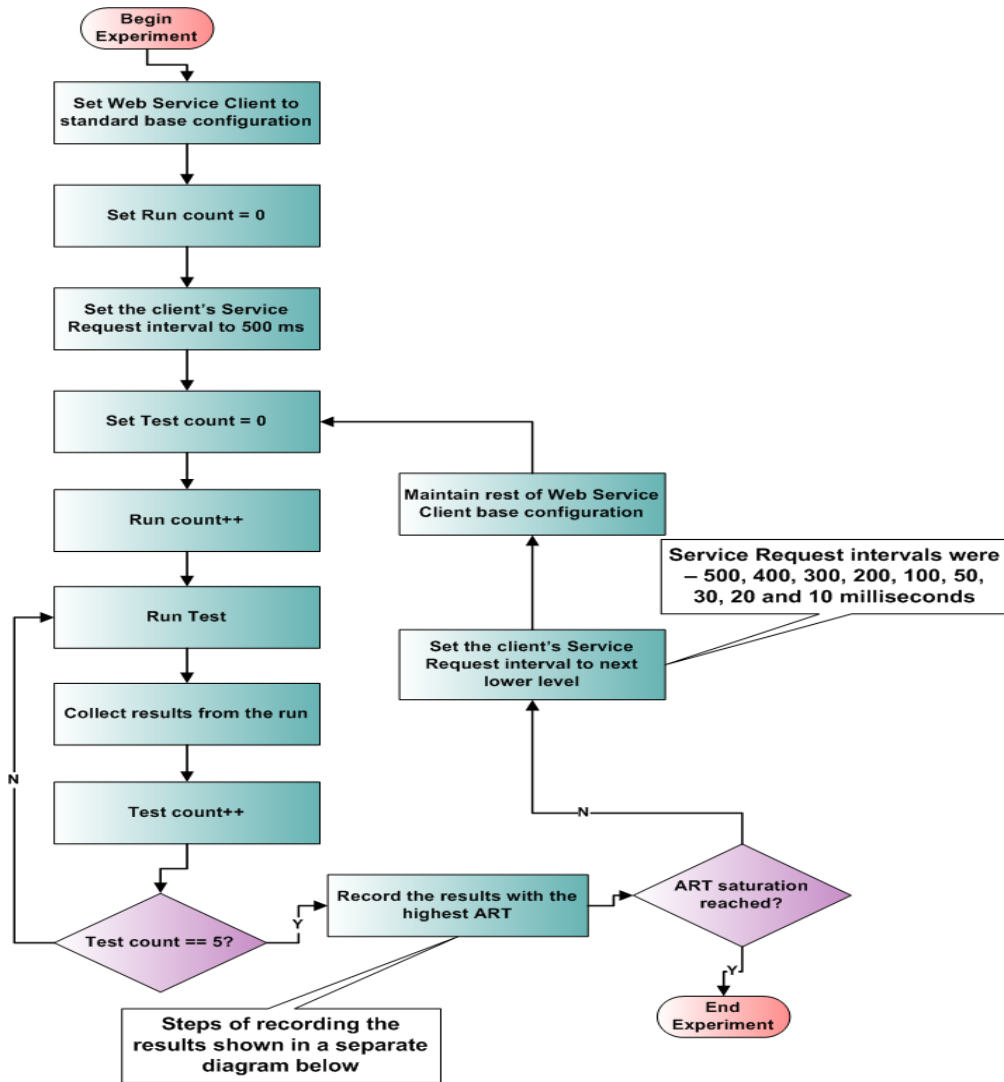 Begin
Experiment
Set Web Service Client to
standard base configuration
Set Run count = 0
Set the client's Service
Request interval to 500 ms
Set Test count = 0
Run count++
Run Test
Collect results from the run
Test count++
Test count == 5?
N
Y
Record the results with the
highest ART
Steps of recording the
results shown in a separate
diagram below
ART saturation
reached?
N
Y
End
Experiment
Set the client's Service
Request interval to next
lower level
Service Request intervals were
– 500, 400, 300, 200, 100, 50,
30, 20 and 10 milliseconds
Maintain rest of Web Service
Client base configuration